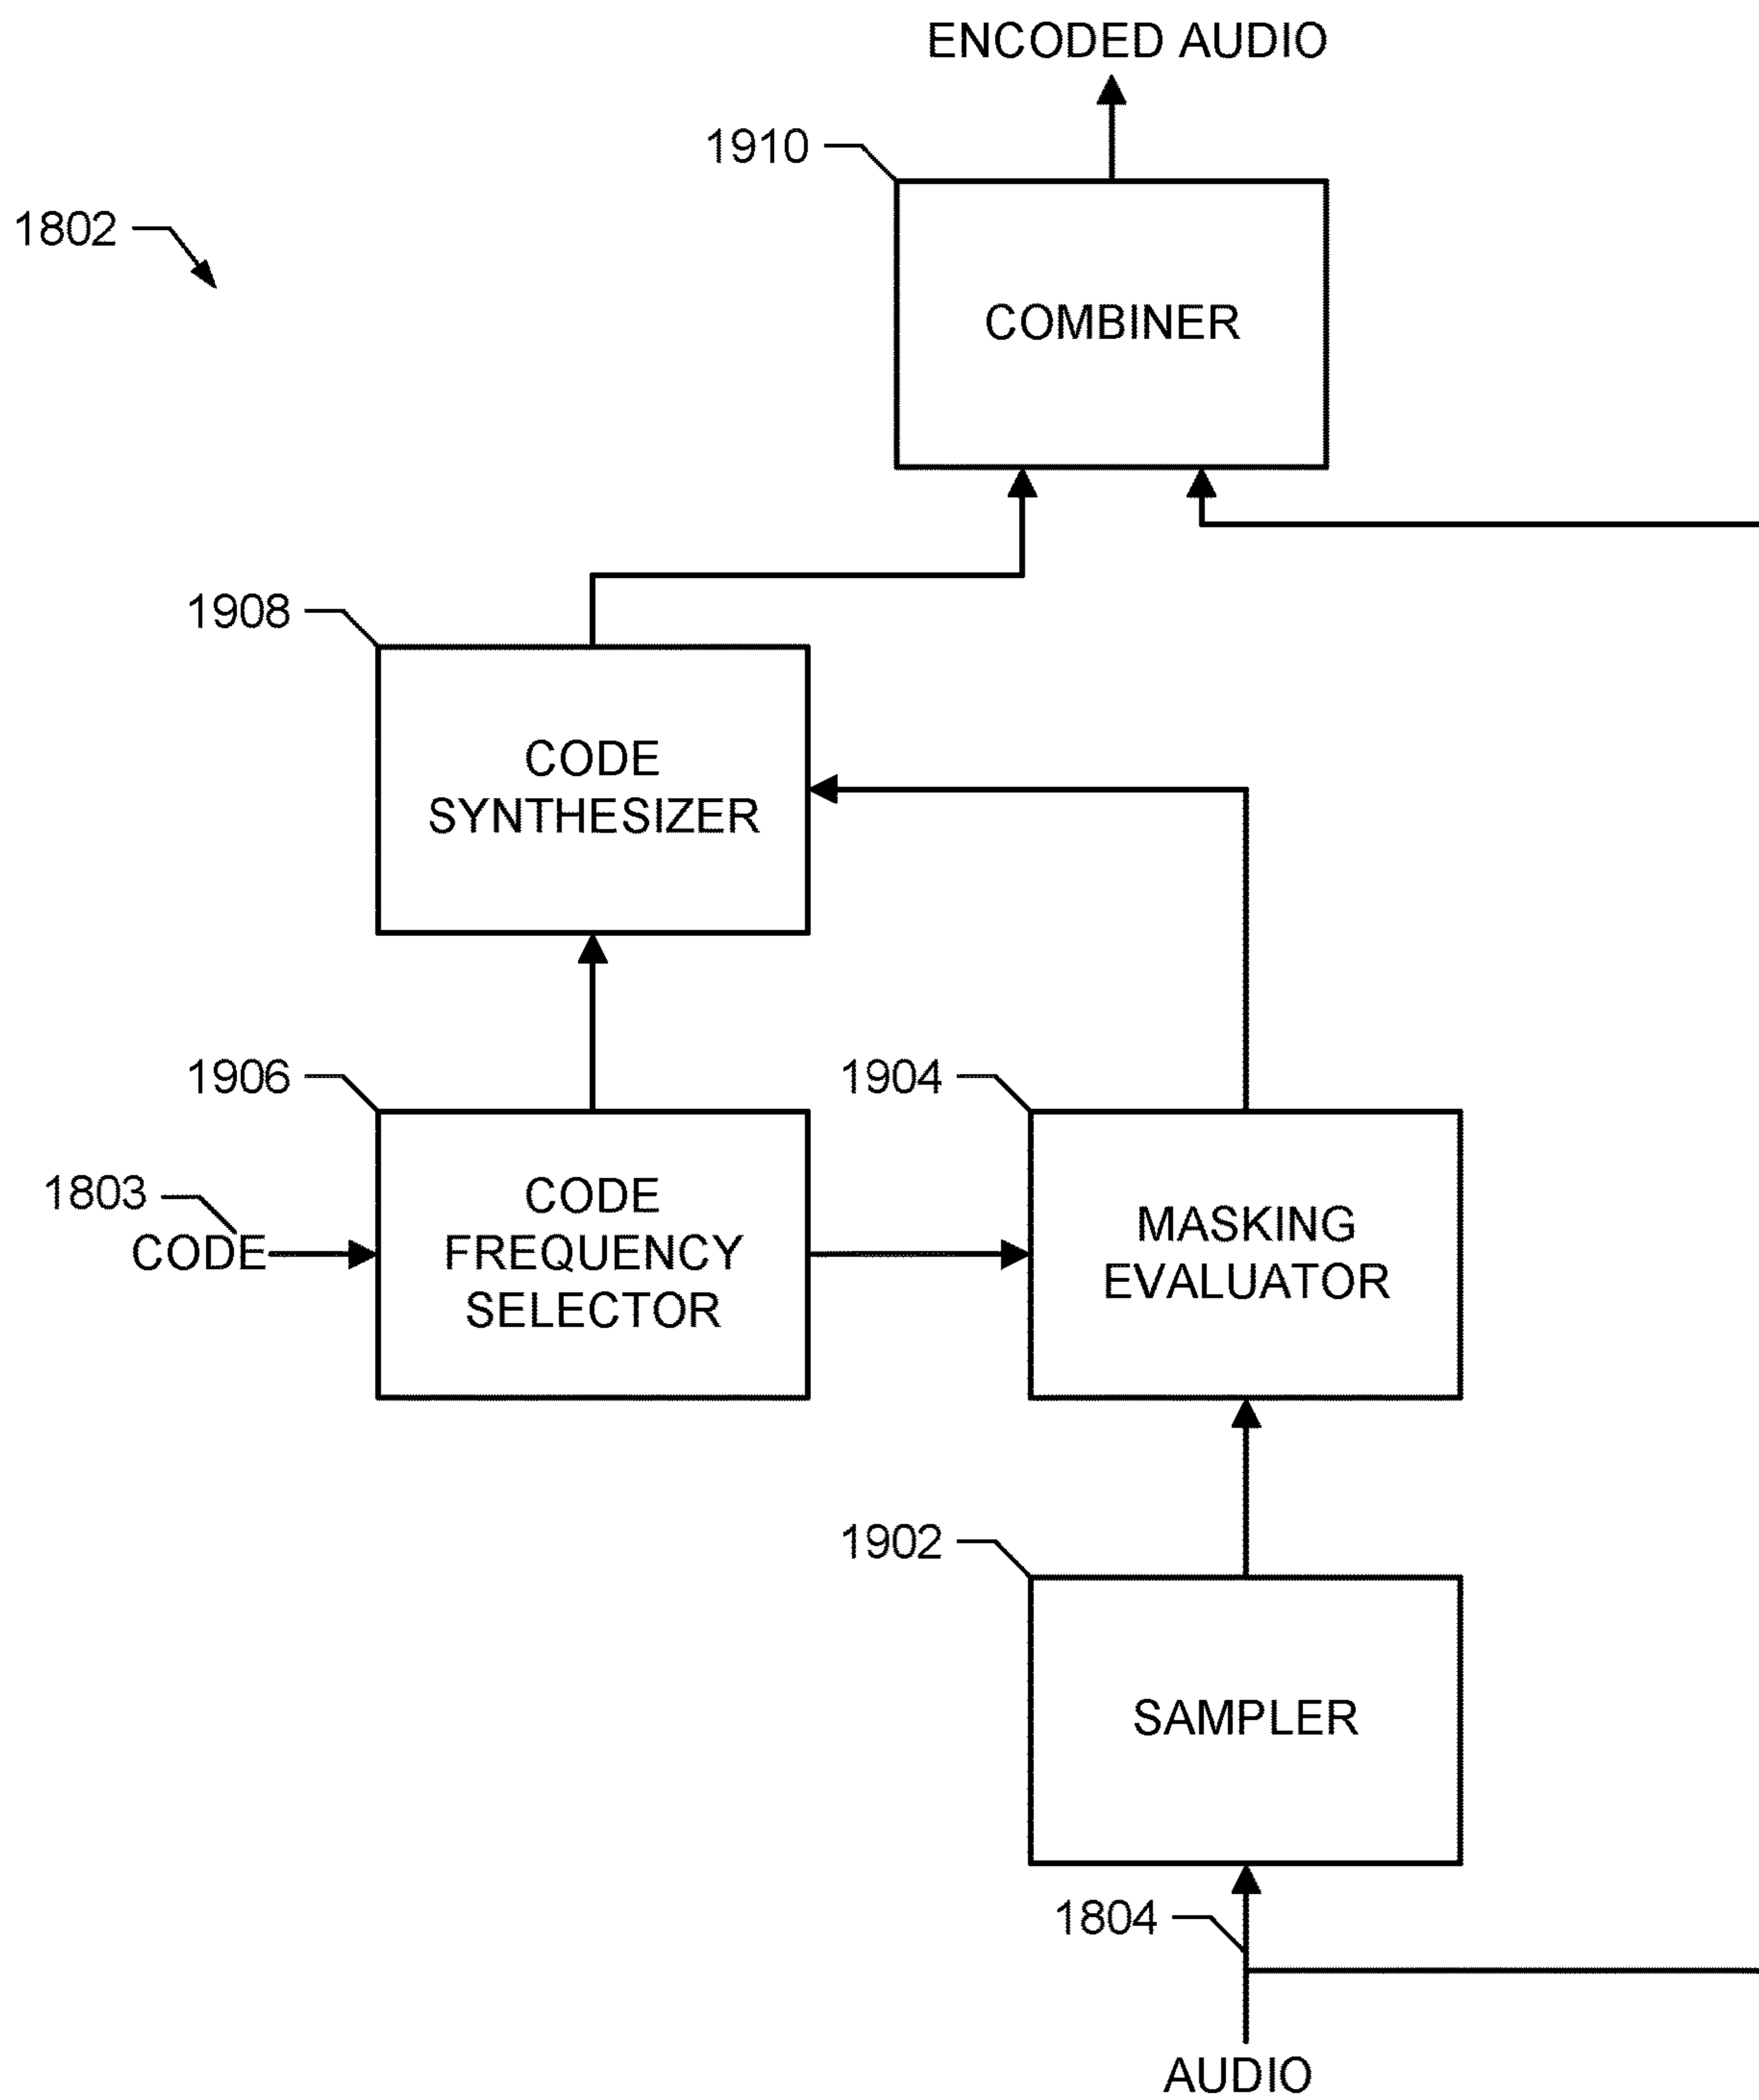 ENCODED AUDIO
1910
1802
COMBINER
1908
CODE
SYNTHESIZER
1906
1904
1803
CODE
CODE
FREQUENCY
SELECTOR
MASKING
EVALUATOR
1902
SAMPLER
1804
AUDIO